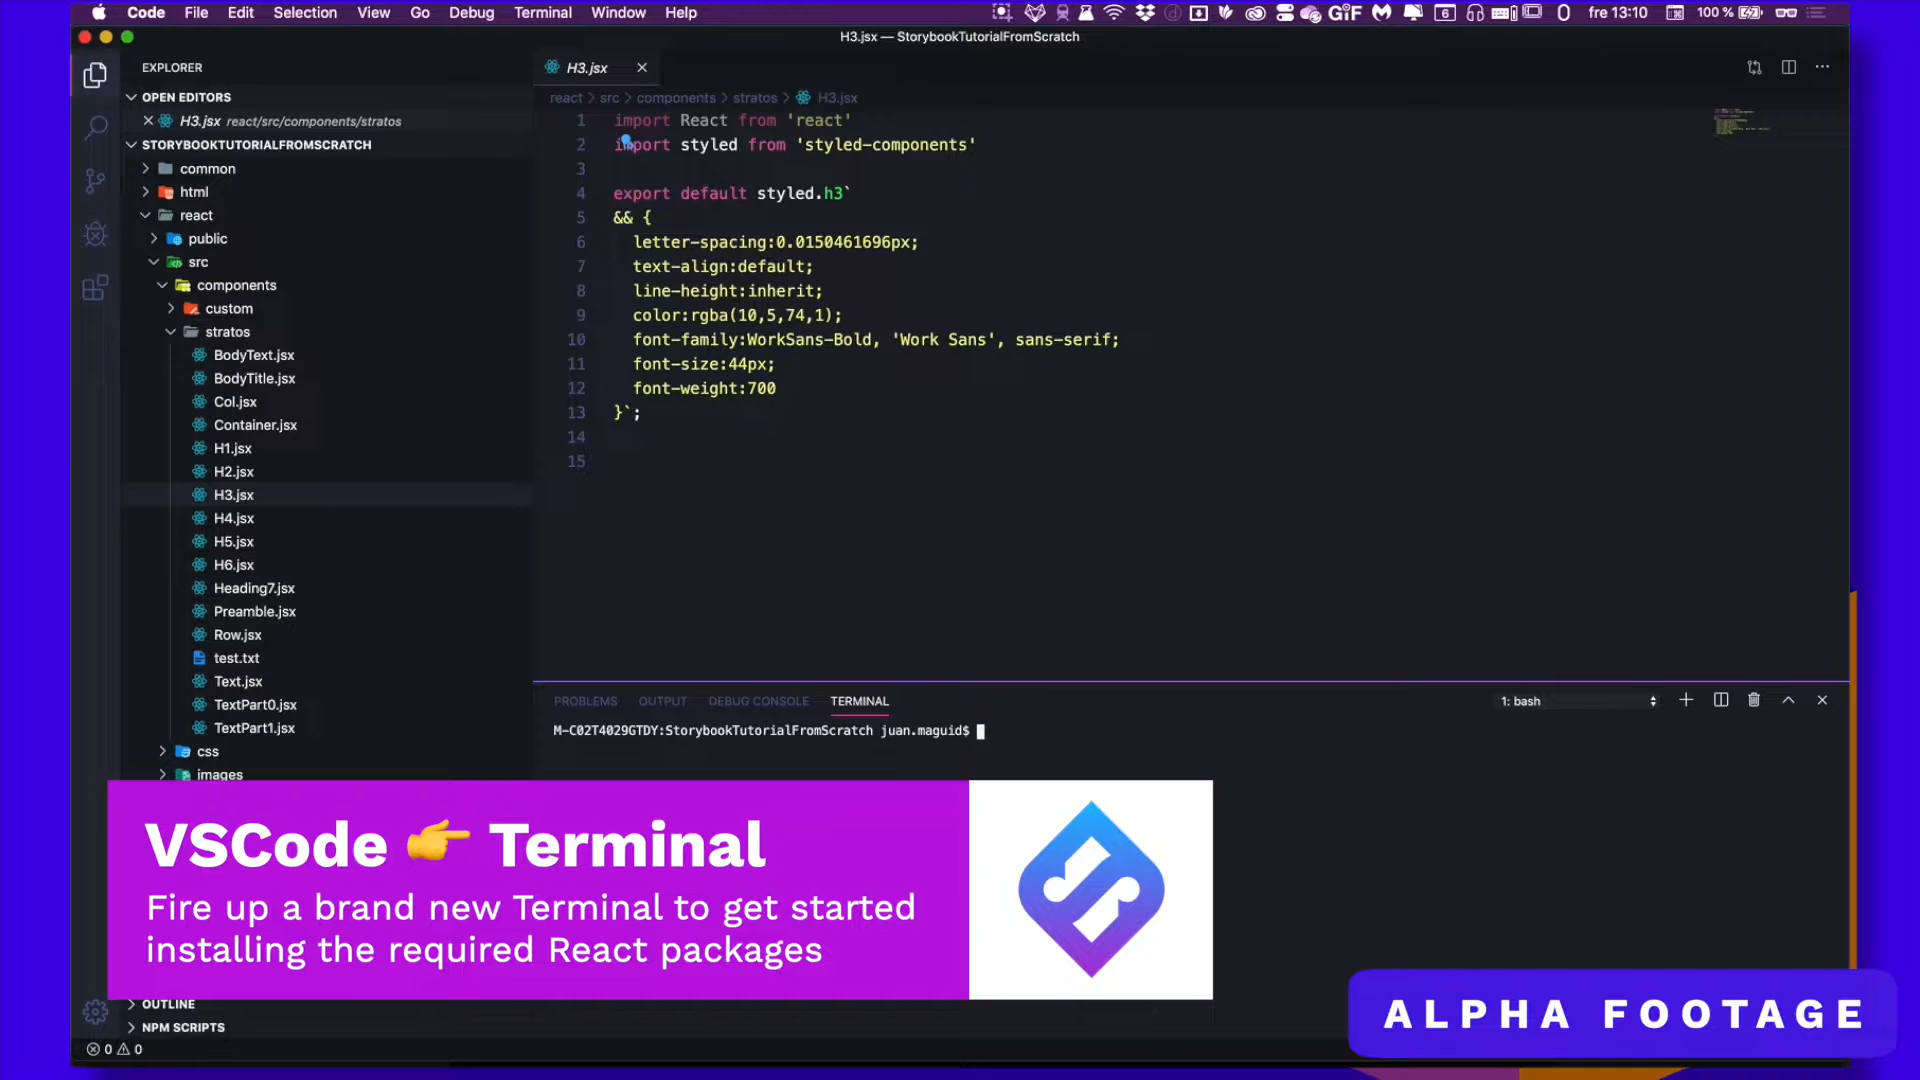 Code File Edit Selection View Go Debug Terminal Window Help
GIF 6 fre 13:10 100 %
H3.jsx — StorybookTutorialFromScratch
EXPLORER
OPEN EDITORS
H3.jsx react/src/components/stratos
STORYBOOKTUTORIALFROMSCRATCH
common
html
react
public
src
components
custom
stratos
BodyText.jsx
BodyTitle.jsx
Col.jsx
Container.jsx
H1.jsx
H2.jsx
H3.jsx
H4.jsx
H5.jsx
H6.jsx
Heading7.jsx
Preamble.jsx
Row.jsx
test.txt
Text.jsx
TextPart0.jsx
TextPart1.jsx
css
images
OUTLINE
NPM SCRIPTS
0 0
H3.jsx
react > src > components > stratos > H3.jsx
1 import React from 'react'
2 import styled from 'styled-components'
3
4 export default styled.h3`
5 && {
6 letter-spacing:0.0150461696px;
7 text-align:default;
8 line-height:inherit;
9 color:rgba(10,5,74,1);
10 font-family:WorkSans-Bold, 'Work Sans', sans-serif;
11 font-size:44px;
12 font-weight:700
13 }`;
14
15
PROBLEMS OUTPUT DEBUG CONSOLE TERMINAL 1: bash
M-C02T4029GTDY:StorybookTutorialFromScratch juan.maguid$
VSCode 👉 Terminal
Fire up a brand new Terminal to get started
installing the required React packages
ALPHA FOOTAGE